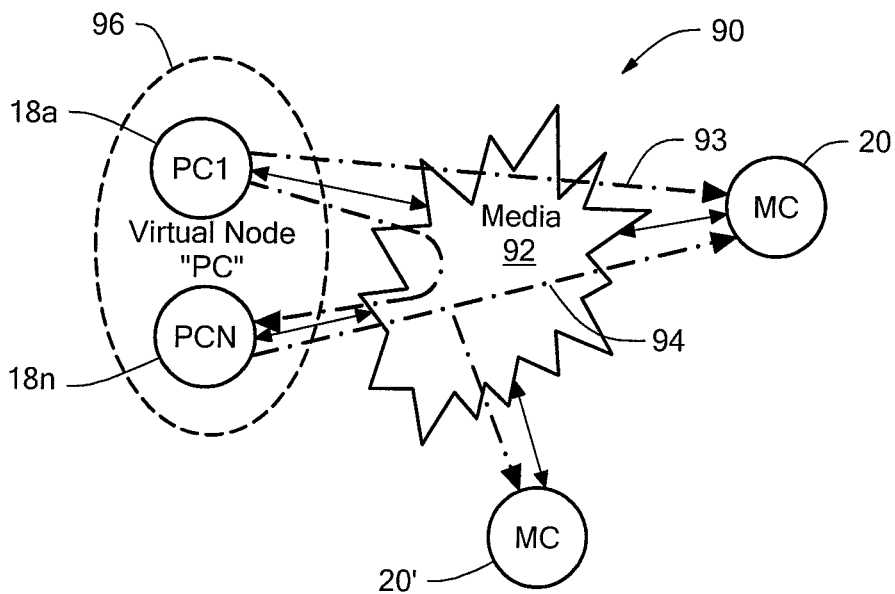 96
90
18a
PC1
93
20
MC
Media
92
Virtual Node
"PC"
PCN
94
18n
MC
20'